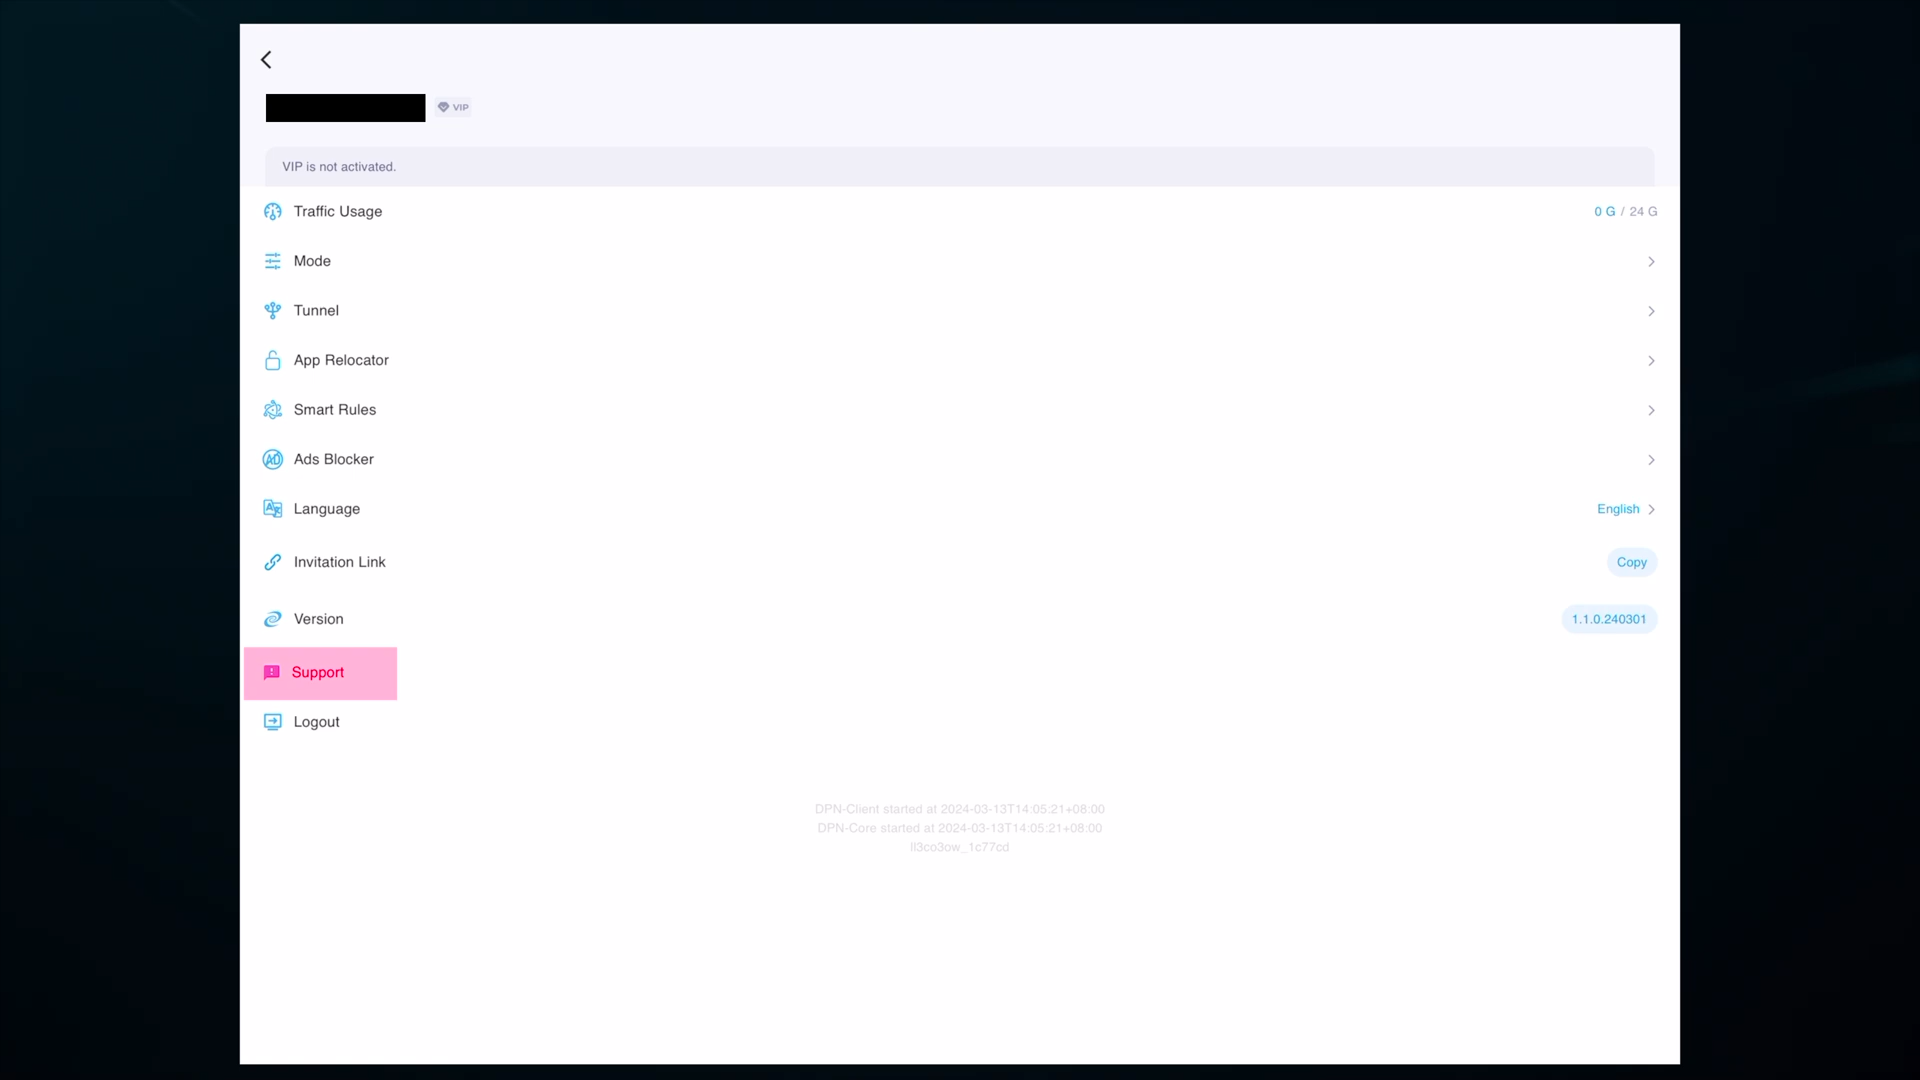 VIP
VIP is not activated.
Traffic Usage 0 G / 24 G
Mode
Tunnel
App Relocator
Smart Rules
Ads Blocker
Language English
Invitation Link Copy
Version 1.1.0.240301
Support
Logout
DPN-Client started at 2024-03-13T14:05:21+08:00
DPN-Core started at 2024-03-13T14:05:21+08:00